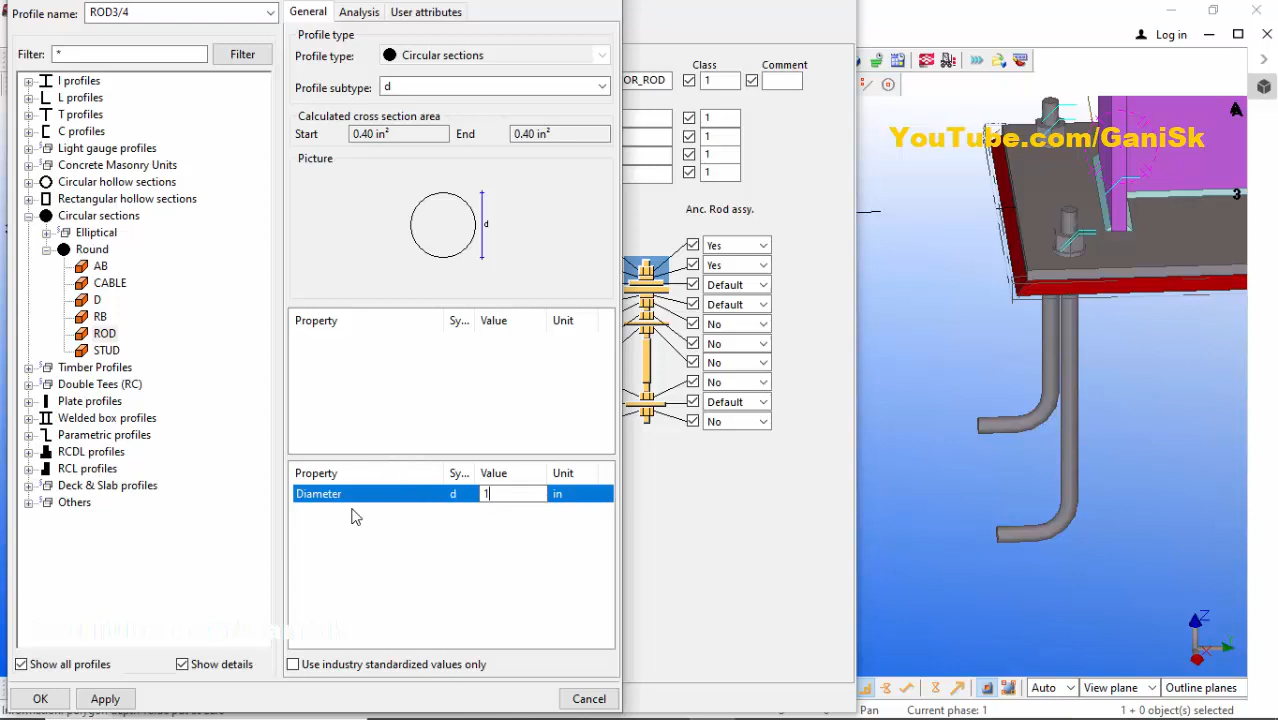 Profile name: ROD3/4
General Analysis User attributes
Log in
Profile type
Filter: * Filter
Profile type: Circular sections
I profiles
Class Comment
L profiles
Profile subtype: d
OR_ROD 1
T profiles
Calculated cross section area
C profiles
Start 0.40 in² End 0.40 in²
1
Light gauge profiles
1
Concrete Masonry Units
Picture
1
Circular hollow sections
1
Rectangular hollow sections
YouTube.com/GaniSk
3
Circular sections
d
Anc. Rod assy.
Elliptical
Round
Yes
AB
Yes
CABLE
Default
D
Default
RB
Property Sy... Value Unit
No
ROD
No
STUD
No
Timber Profiles
No
Double Tees (RC)
Default
Plate profiles
No
Welded box profiles
Parametric profiles
RCDL profiles
RCL profiles
Property Sy... Value Unit
Deck & Slab profiles
Diameter d 1 in
Others
Z
Show all profiles Show details
Use industry standardized values only
Auto View plane Outline planes
OK Apply Cancel
Pan Current phase: 1 1 + 0 object(s) selected